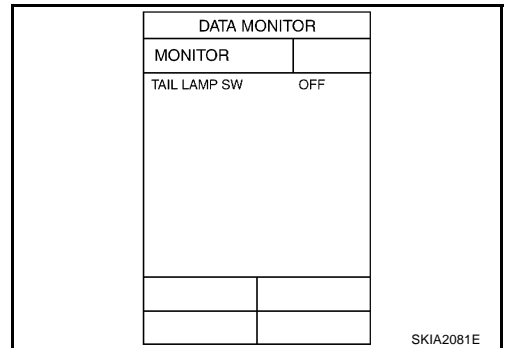 DATA MONITOR
MONITOR
TAIL LAMP SW OFF
SKIA2081E